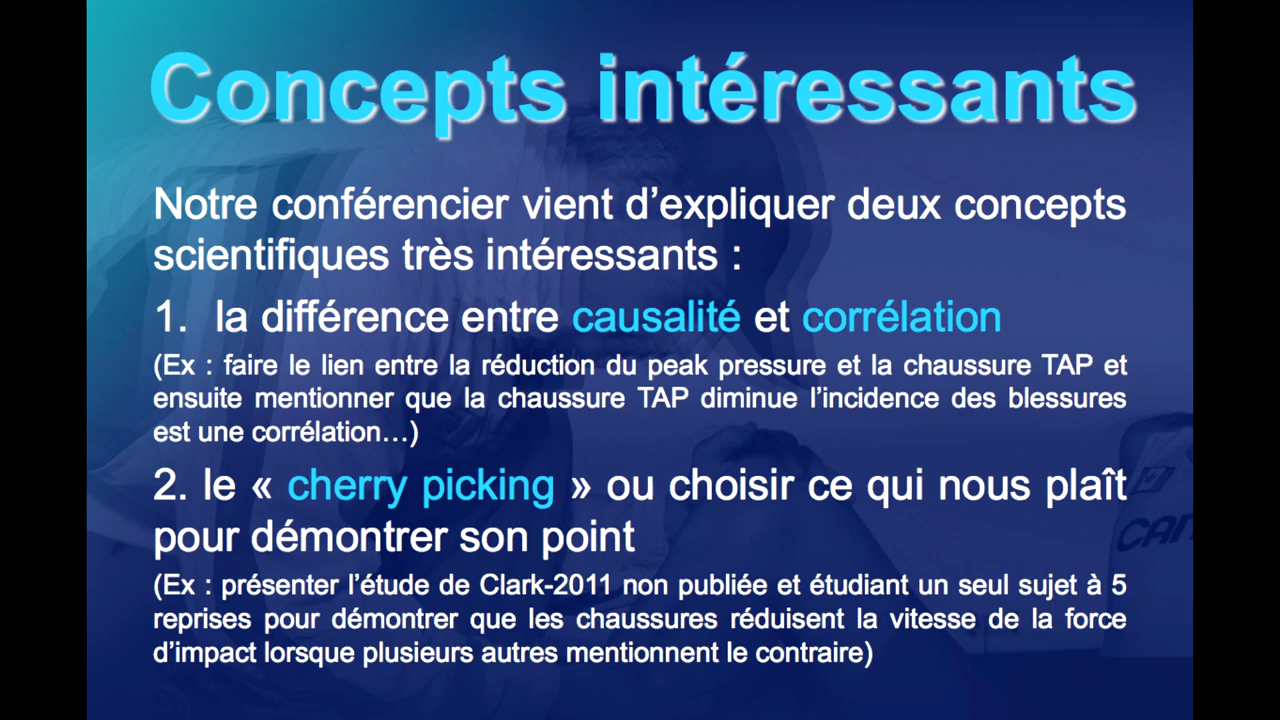 Concepts intéressants
Notre conférencier vient d’expliquer deux concepts
scientifiques très intéressants :
1. la différence entre causalité et corrélation
(Ex : faire le lien entre la réduction du peak pressure et la chaussure TAP et
ensuite mentionner que la chaussure TAP diminue l’incidence des blessures
est une corrélation…)
2. le « cherry picking » ou choisir ce qui nous plaît
pour démontrer son point
(Ex : présenter l’étude de Clark-2011 non publiée et étudiant un seul sujet à 5
reprises pour démontrer que les chaussures réduisent la vitesse de la force
d’impact lorsque plusieurs autres mentionnent le contraire)